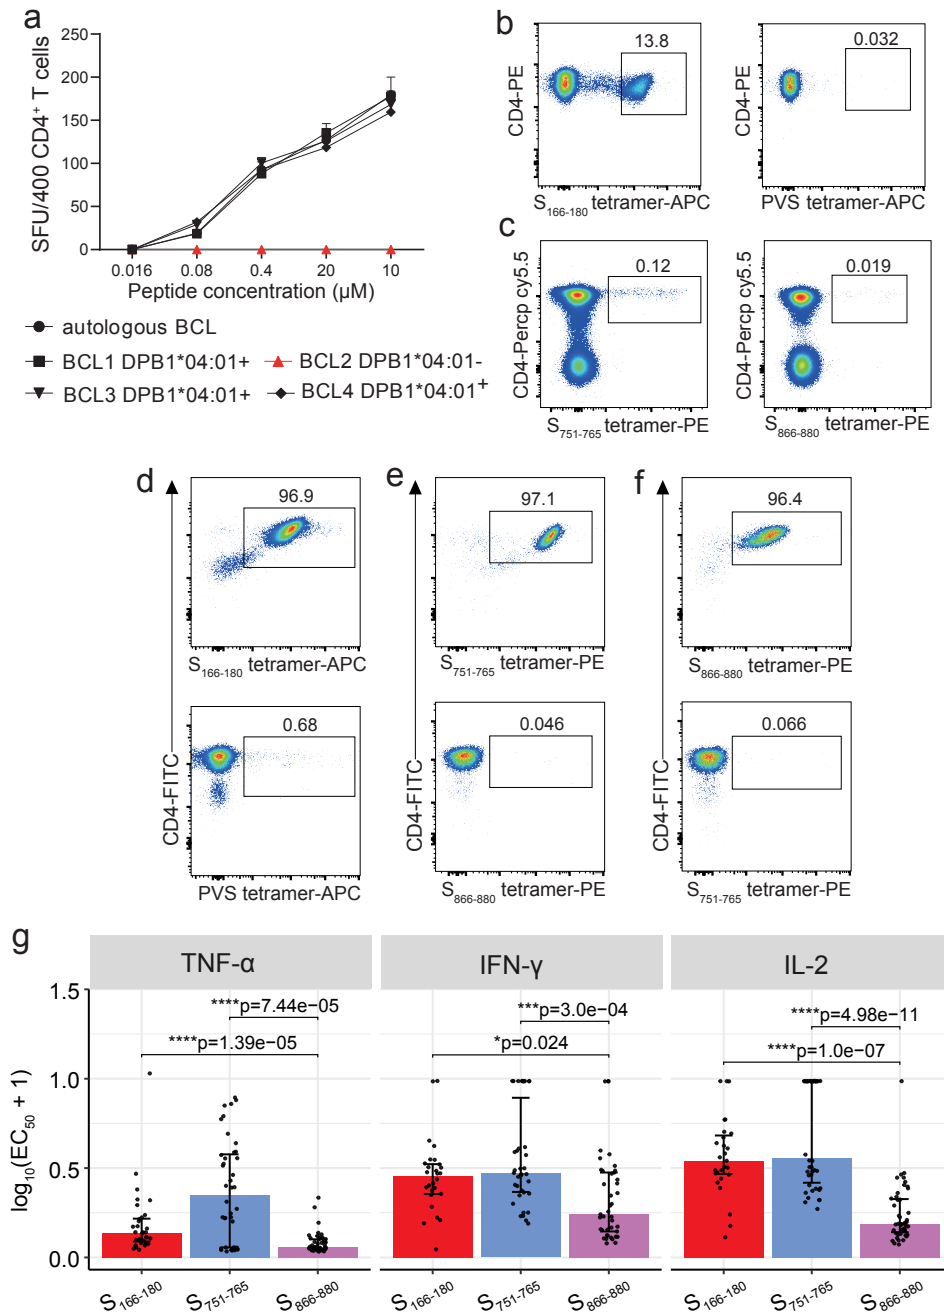 a
250
200
150
100
50
0
SFU/400 CD4⁺ T cells
0.016 0.08 0.4 20 10
Peptide concentration (µM)
autologous BCL
BCL1 DPB1*04:01+
BCL2 DPB1*04:01-
BCL3 DPB1*04:01+
BCL4 DPB1*04:01⁺
b
13.8
CD4-PE
S166-180 tetramer-APC
0.032
CD4-PE
PVS tetramer-APC
c
0.12
CD4-Percp cy5.5
S751-765 tetramer-PE
0.019
CD4-Percp cy5.5
S866-880 tetramer-PE
d
96.9
S166-180 tetramer-APC
0.68
CD4-FITC
PVS tetramer-APC
e
97.1
S751-765 tetramer-PE
0.046
CD4-FITC
S866-880 tetramer-PE
f
96.4
S866-880 tetramer-PE
0.066
CD4-FITC
S751-765 tetramer-PE
g
TNF-α
IFN-γ
IL-2
1.5
1.0
0.5
0.0
log10(EC50 + 1)
****p=7.44e−05
****p=1.39e−05
***p=3.0e−04
*p=0.024
****p=4.98e−11
****p=1.0e−07
S166-180 S751-765 S866-880
S166-180 S751-765 S866-880
S166-180 S751-765 S866-880